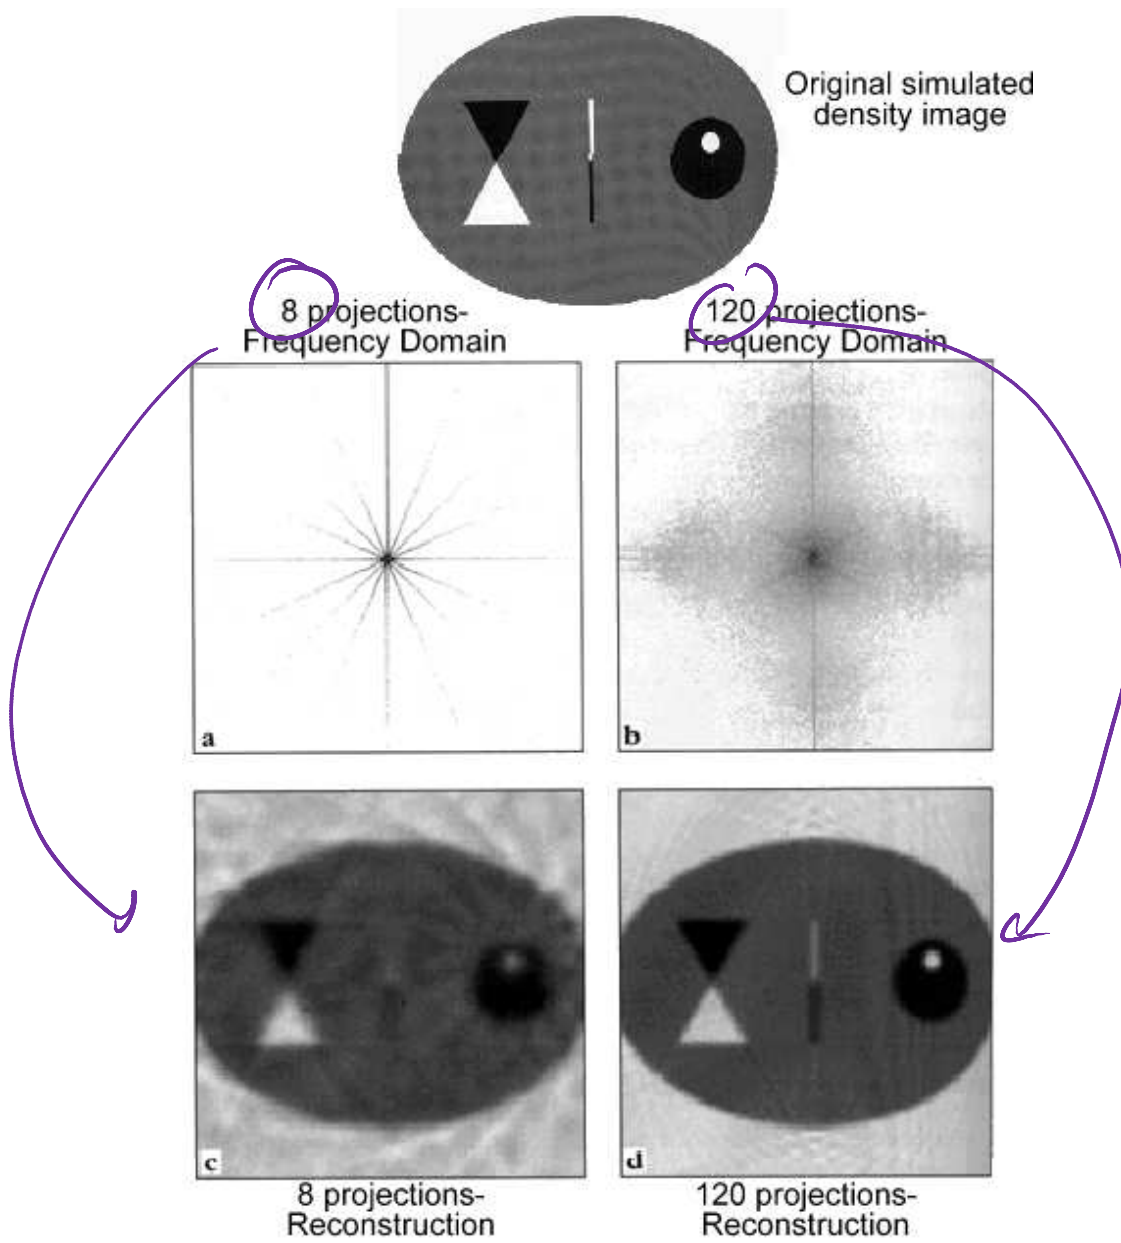 Original simulated
density image
8 projections-
Frequency Domain
120 projections-
Frequency Domain
a
b
c
d
8 projections-
Reconstruction
120 projections-
Reconstruction